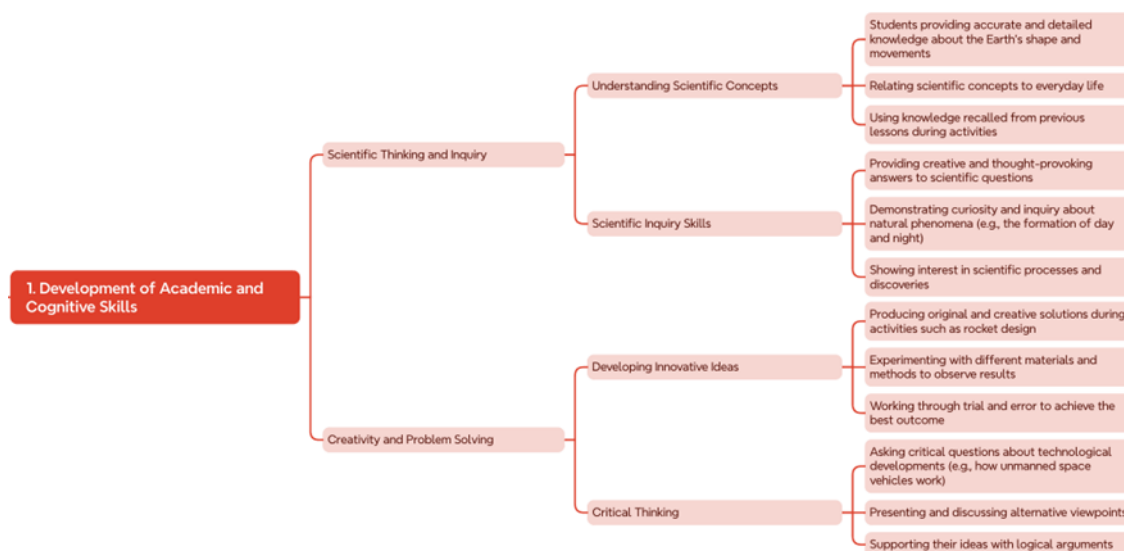 1. Development of Academic and
Cognitive Skills
Scientific Thinking and Inquiry
Understanding Scientific Concepts
Students providing accurate and detailed
knowledge about the Earth's shape and
movements
Relating scientific concepts to everyday life
Using knowledge recalled from previous
lessons during activities
Scientific Inquiry Skills
Providing creative and thought-provoking
answers to scientific questions
Demonstrating curiosity and inquiry about
natural phenomena (e.g., the formation of day
and night)
Showing interest in scientific processes and
discoveries
Creativity and Problem Solving
Developing Innovative Ideas
Producing original and creative solutions during
activities such as rocket design
Experimenting with different materials and
methods to observe results
Working through trial and error to achieve the
best outcome
Critical Thinking
Asking critical questions about technological
developments (e.g., how unmanned space
vehicles work)
Presenting and discussing alternative viewpoints
Supporting their ideas with logical arguments